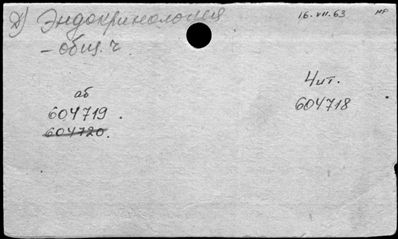 Д) Эндокринология
16.VII.63
– общ. ч.
аб
604719.
604720.
Чит.
604718